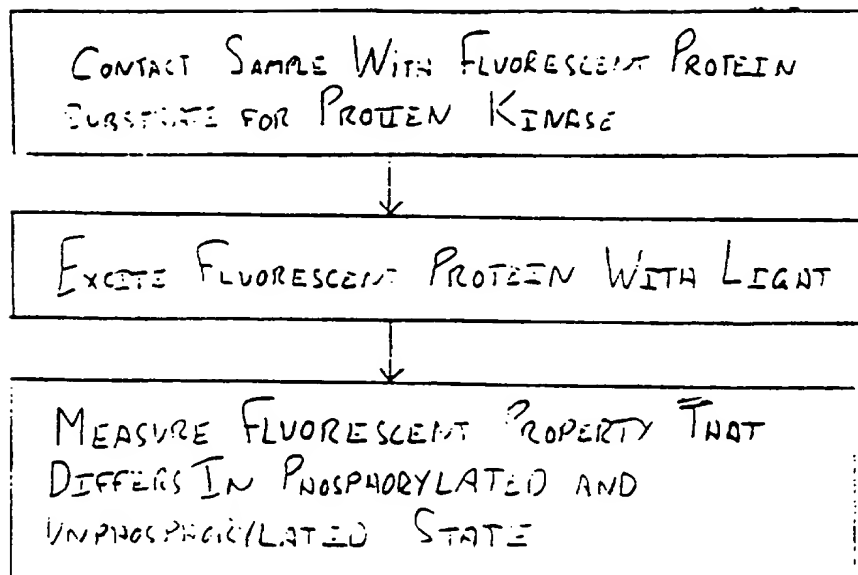 CONTACT SAMPLE WITH FLUORESCENT PROTEIN
SUBSTRATE FOR PROTIEN KINASE
EXCITE FLUORESCENT PROTEIN WITH LIGHT
MEASURE FLUORESCENT PROPERTY THAT
DIFFERS IN PHOSPHORYLATED AND
UNPHOSPHORYLATED STATE